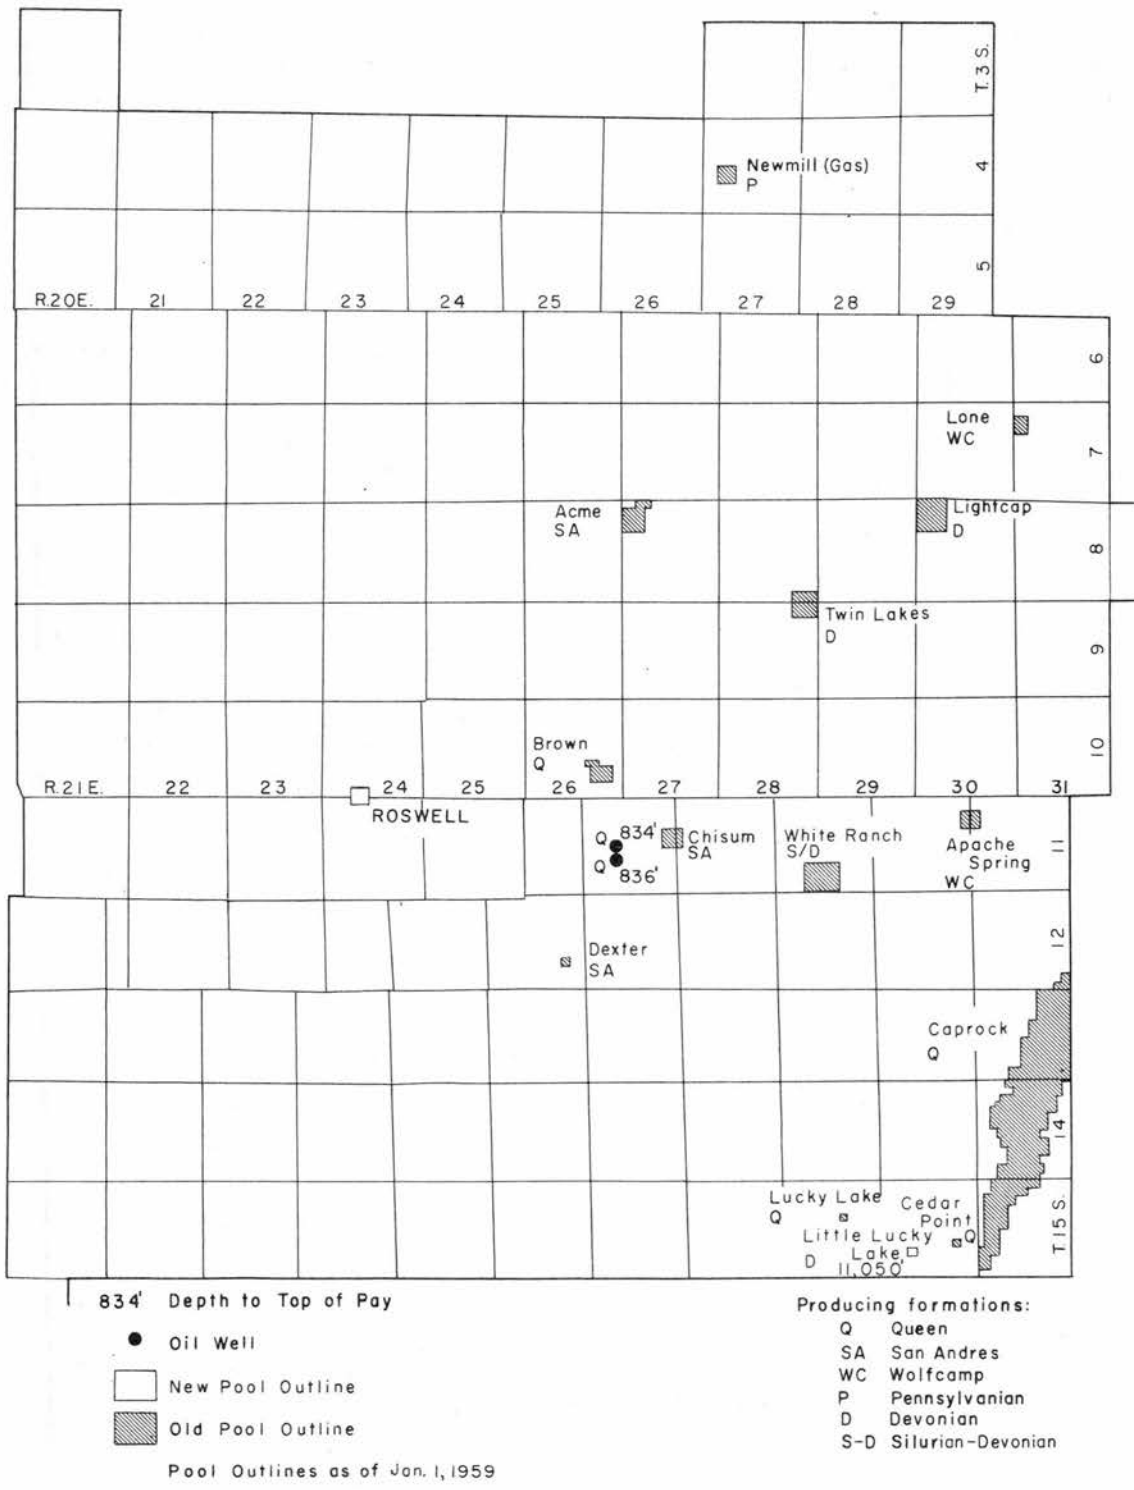 T. 3 S.
Newmill (Gas)
P
4
5
R.20E. 21 22 23 24 25 26 27 28 29
6
Lone
WC
7
Acme
SA
Lightcap
D
8
Twin Lakes
D
9
Brown
Q
10
R.21E. 22 23 24 25 26 27 28 29 30 31
ROSWELL
Q 834'
Q 836'
Chisum
SA
White Ranch
S/D
Apache
Spring
WC
11
Dexter
SA
12
Caprock
Q
14
Lucky Lake
Q
Cedar
Point
Q
Little Lucky
Lake
D 11,050'
T.15 S.
834' Depth to Top of Pay
Oil Well
New Pool Outline
Old Pool Outline
Pool Outlines as of Jan. 1, 1959
Producing formations:
Q Queen
SA San Andres
WC Wolfcamp
P Pennsylvanian
D Devonian
S-D Silurian-Devonian